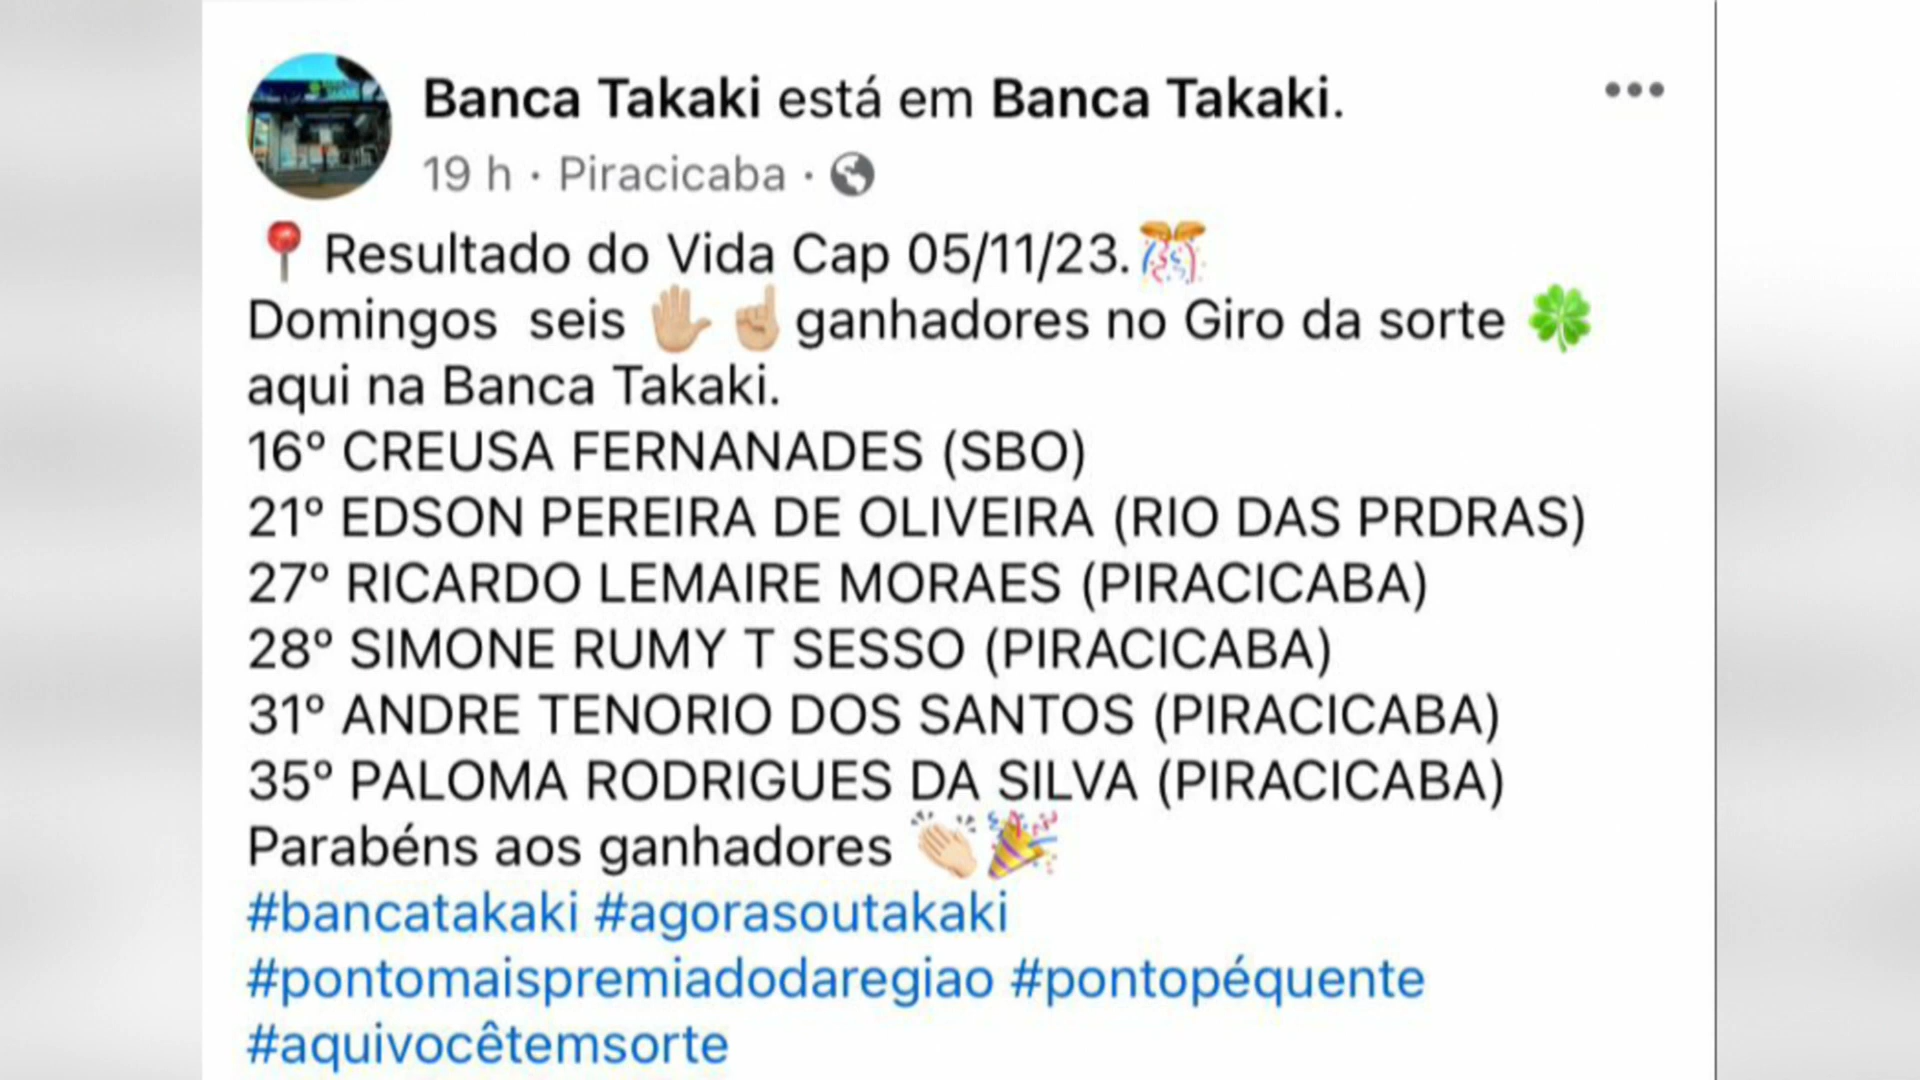 Banca Takaki está em Banca Takaki.
19 h · Piracicaba ·
📍 Resultado do Vida Cap 05/11/23.🎊
Domingos seis 🖐🏼☝🏼 ganhadores no Giro da sorte 🍀
aqui na Banca Takaki.
16º CREUSA FERNANADES (SBO)
21º EDSON PEREIRA DE OLIVEIRA (RIO DAS PRDRAS)
27º RICARDO LEMAIRE MORAES (PIRACICABA)
28º SIMONE RUMY T SESSO (PIRACICABA)
31º ANDRE TENORIO DOS SANTOS (PIRACICABA)
35º PALOMA RODRIGUES DA SILVA (PIRACICABA)
Parabéns aos ganhadores 👏🏻🎉
#bancatakaki #agorasoutakaki
#pontomaispremiadodaregiao #pontopéquente
#aquivocêtemsorte